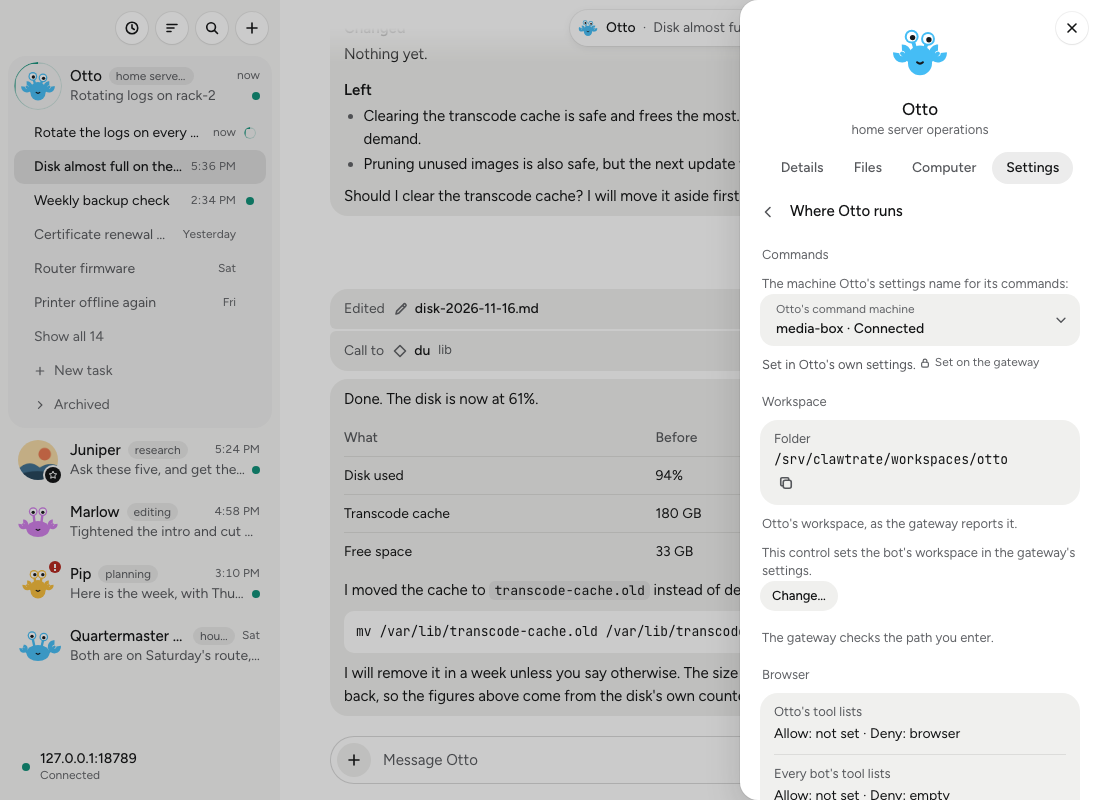 Otto
home serve...
now
Rotating logs on rack-2
Rotate the logs on every ...
now
Disk almost full on the...
5:36 PM
Weekly backup check
2:34 PM
Certificate renewal ...
Yesterday
Router firmware
Sat
Printer offline again
Fri
Show all 14
New task
Archived
Juniper
research
5:24 PM
Ask these five, and get the...
Marlow
editing
4:58 PM
Tightened the intro and cut ...
Pip
planning
3:10 PM
Here is the week, with Thu...
Quartermaster ...
hou...
Sat
Both are on Saturday's route,...
127.0.0.1:18789
Connected
Otto · Disk almost fu
Changed
Nothing yet.
Left
• Clearing the transcode cache is safe and frees the most.
demand.
• Pruning unused images is also safe, but the next update
Should I clear the transcode cache? I will move it aside first
Edited disk-2026-11-16.md
Call to du lib
Done. The disk is now at 61%.
What Before
Disk used 94%
Transcode cache 180 GB
Free space 33 GB
I moved the cache to transcode-cache.old instead of de
mv /var/lib/transcode-cache.old /var/lib/transcod
I will remove it in a week unless you say otherwise. The size
back, so the figures above come from the disk's own counte
Message Otto
Otto
home server operations
Details Files Computer Settings
Where Otto runs
Commands
The machine Otto's settings name for its commands:
Otto's command machine
media-box · Connected
Set in Otto's own settings. Set on the gateway
Workspace
Folder
/srv/clawtrate/workspaces/otto
Otto's workspace, as the gateway reports it.
This control sets the bot's workspace in the gateway's
settings.
Change...
The gateway checks the path you enter.
Browser
Otto's tool lists
Allow: not set · Deny: browser
Every bot's tool lists
Allow: not set · Deny: empty